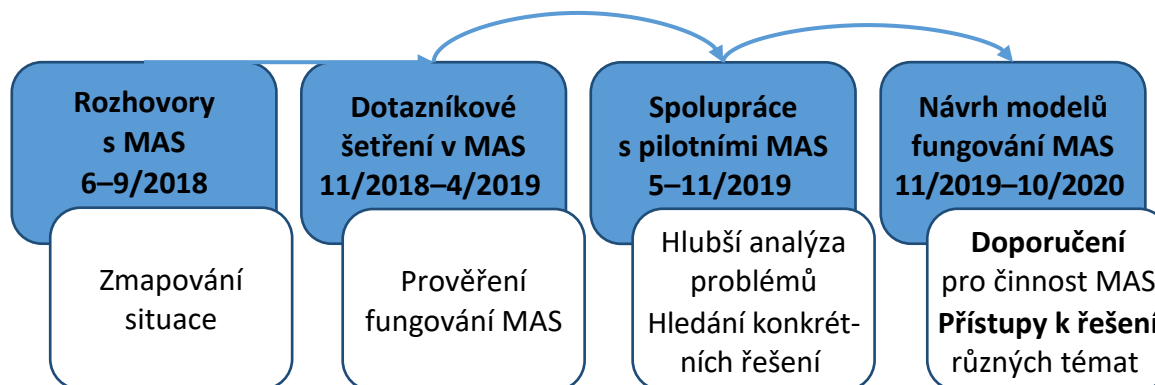 Rozhovory
s MAS
6–9/2018
Zmapování
situace
Dotazníkové
šetření v MAS
11/2018–4/2019
Prověření
fungování MAS
Spolupráce
s pilotními MAS
5–11/2019
Hlubší analýza
problémů
Hledání konkrét-
ních řešení
Návrh modelů
fungování MAS
11/2019–10/2020
Doporučení
pro činnost MAS
Přístupy k řešení
různých témat